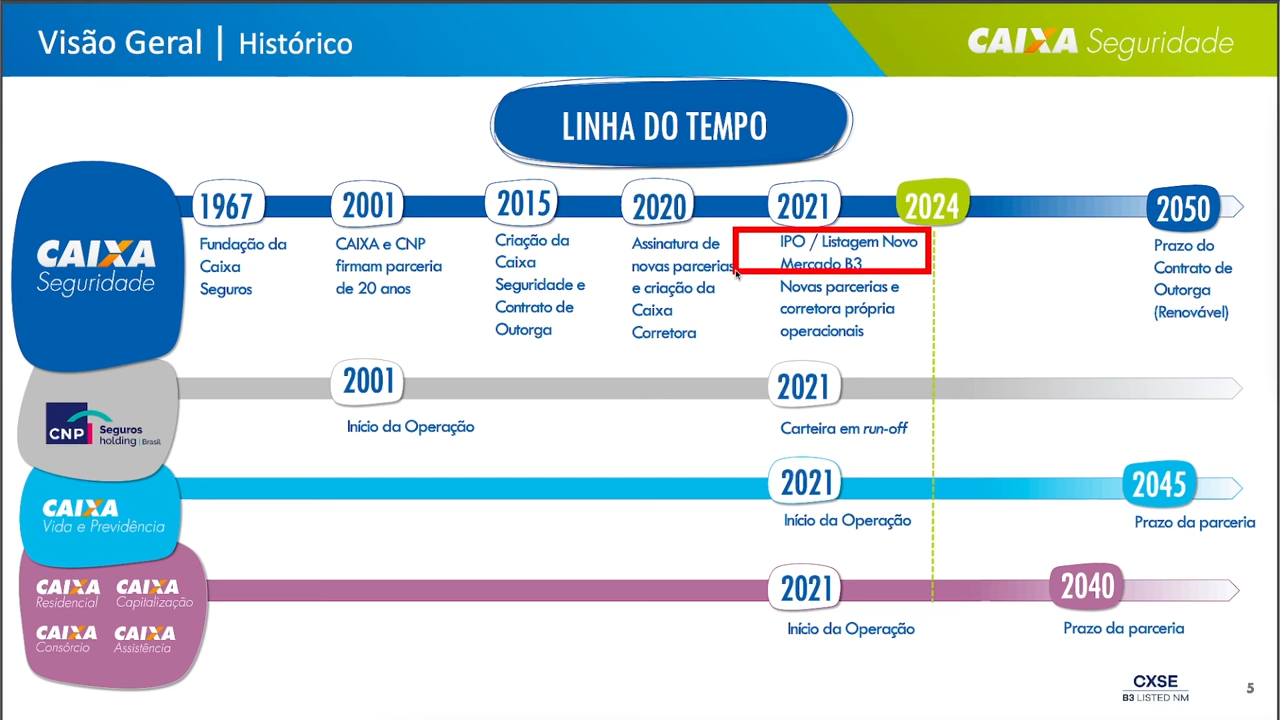 Visão Geral | Histórico
CAIXA Seguridade
LINHA DO TEMPO
CAIXA
Seguridade
1967
Fundação da
Caixa
Seguros
2001
CAIXA e CNP
firmam parceria
de 20 anos
2015
Criação da
Caixa
Seguridade e
Contrato de
Outorga
2020
Assinatura de
novas parcerias
e criação da
Caixa
Corretora
2021
IPO / Listagem Novo
Mercado B3
Novas parcerias e
corretora própria
operacionais
2024
2050
Prazo do
Contrato de
Outorga
(Renovável)
CNP
Seguros
holding | Brasil
2001
Início da Operação
2021
Carteira em run-off
CAIXA
Vida e Previdência
2021
Início da Operação
2045
Prazo da parceria
CAIXA
Residencial
CAIXA
Capitalização
CAIXA
Consórcio
CAIXA
Assistência
2021
Início da Operação
2040
Prazo da parceria
CXSE
B3 LISTED NM
5